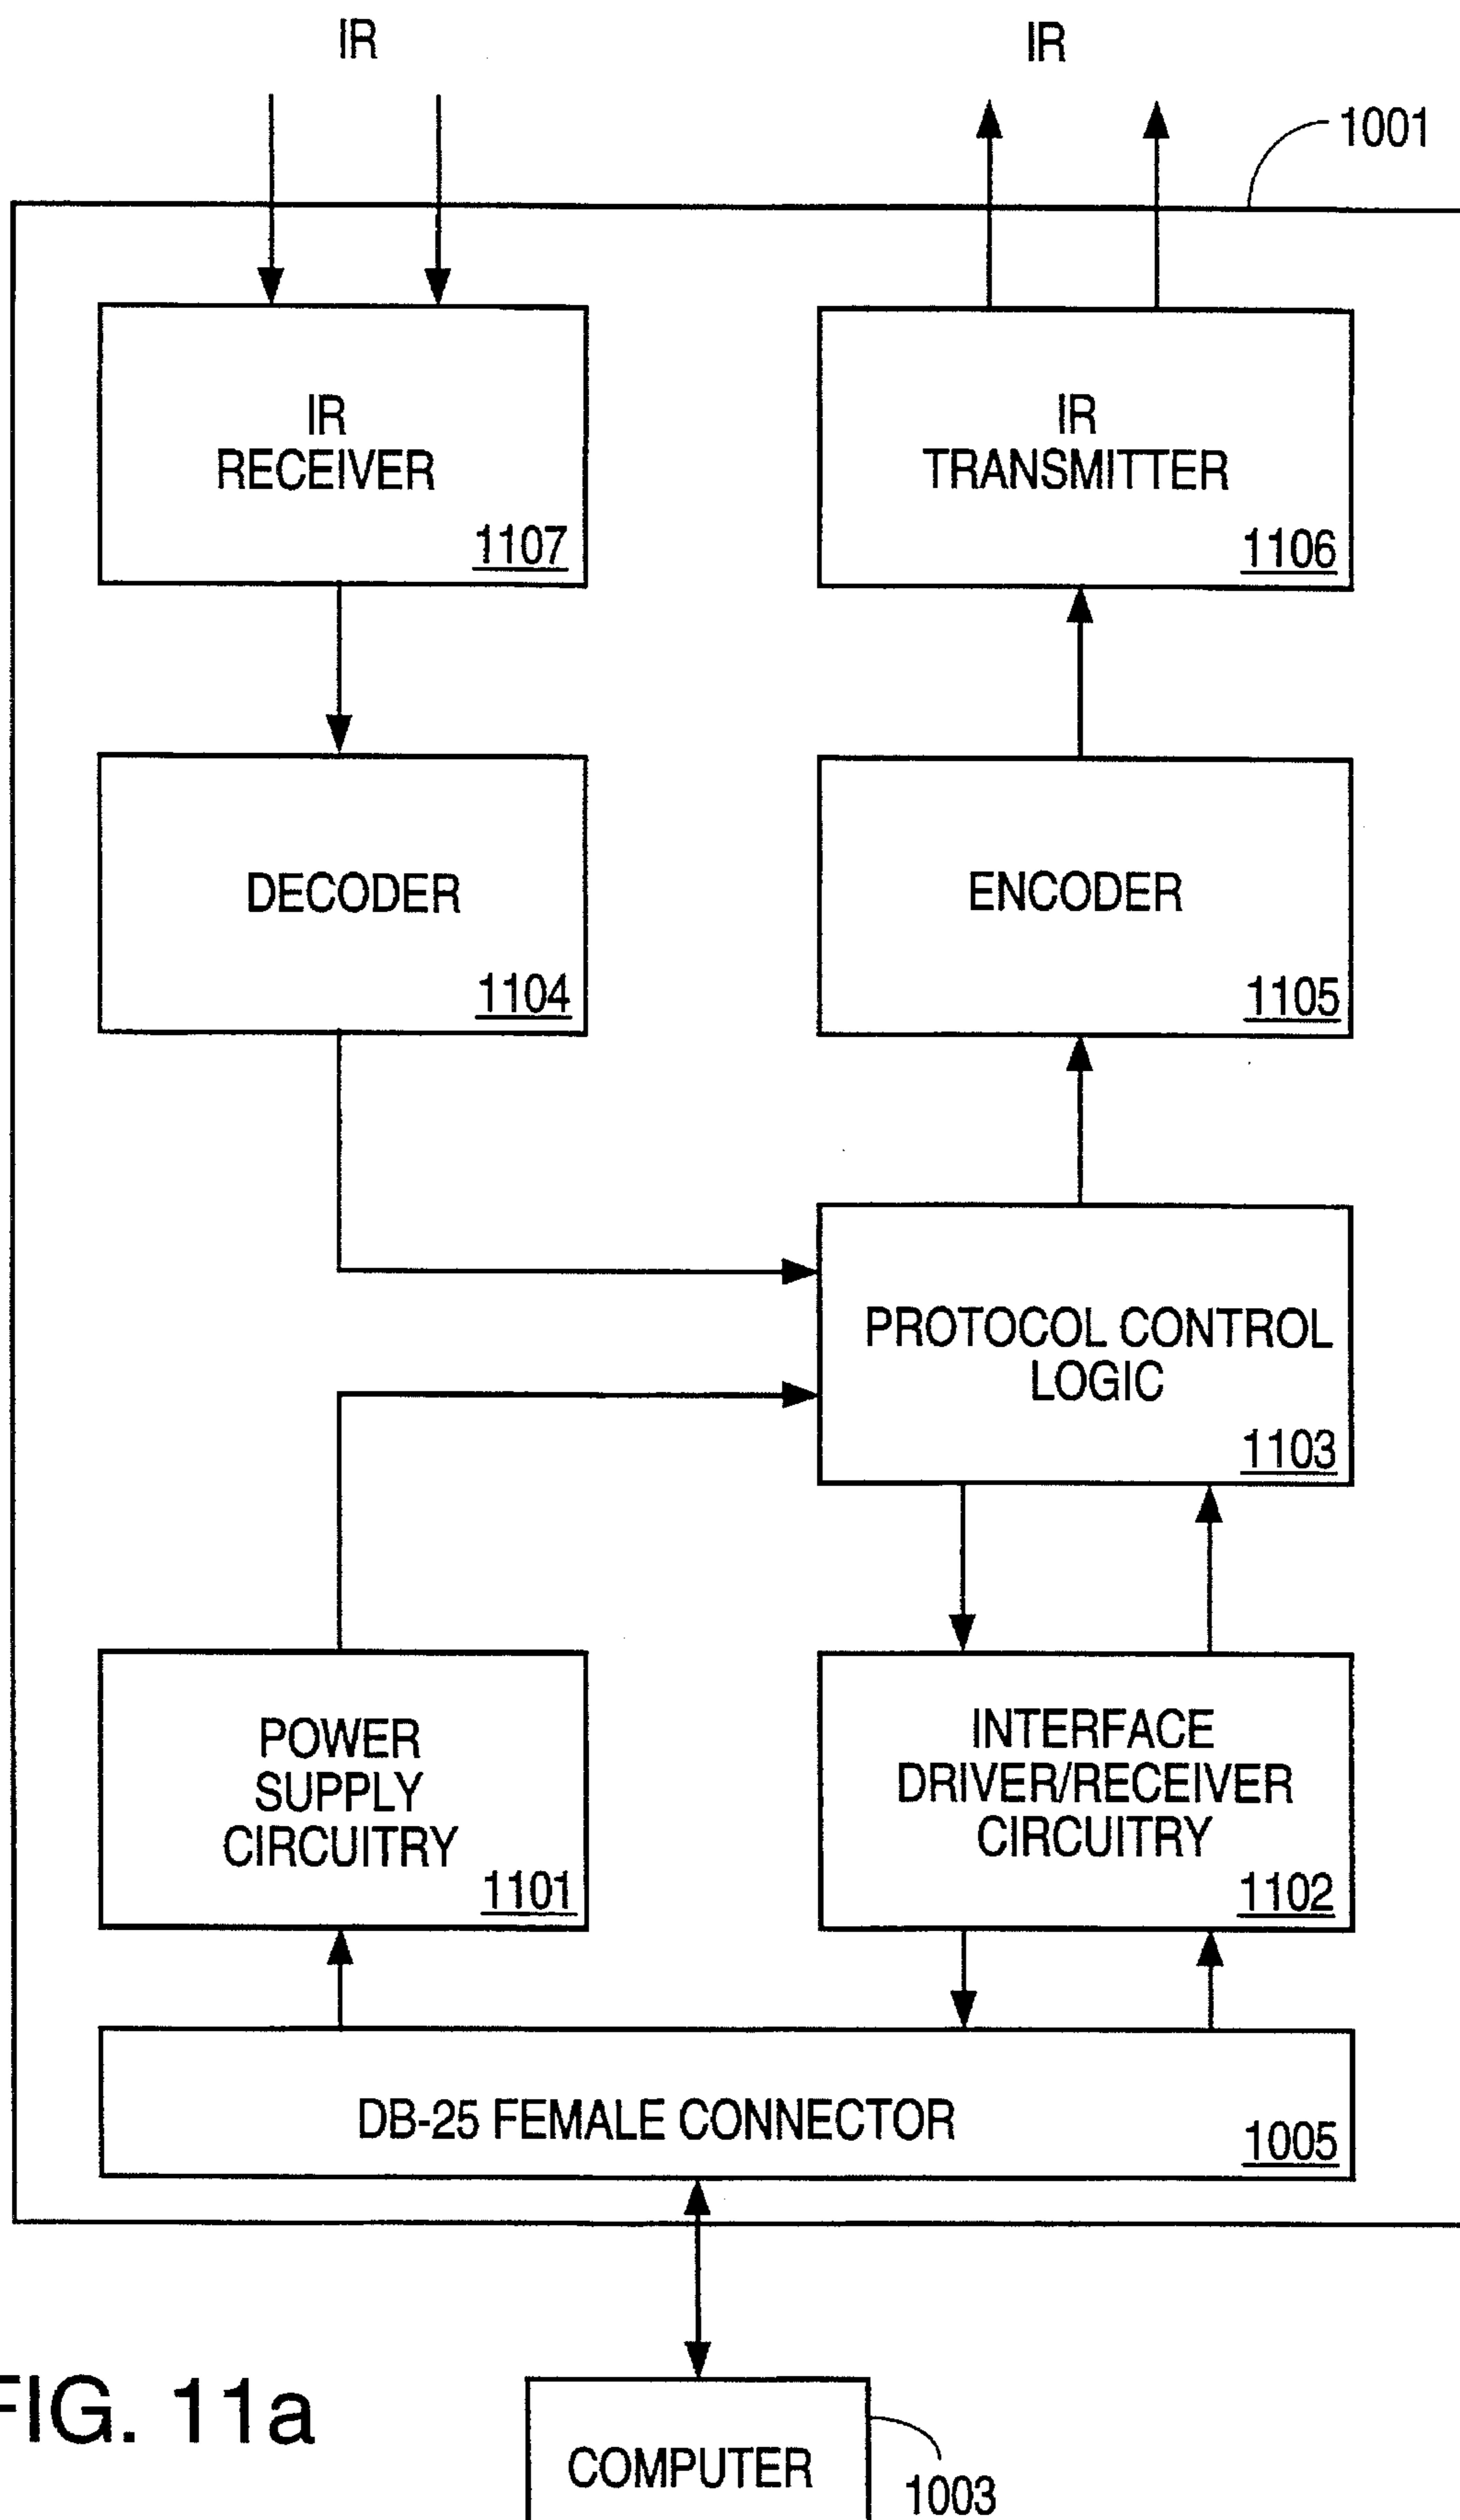 IR
IR
1001
IR
RECEIVER
1107
IR
TRANSMITTER
1106
DECODER
1104
ENCODER
1105
PROTOCOL CONTROL
LOGIC
1103
POWER
SUPPLY
CIRCUITRY
1101
INTERFACE
DRIVER/RECEIVER
CIRCUITRY
1102
DB-25 FEMALE CONNECTOR
1005
FIG. 11a
COMPUTER
1003